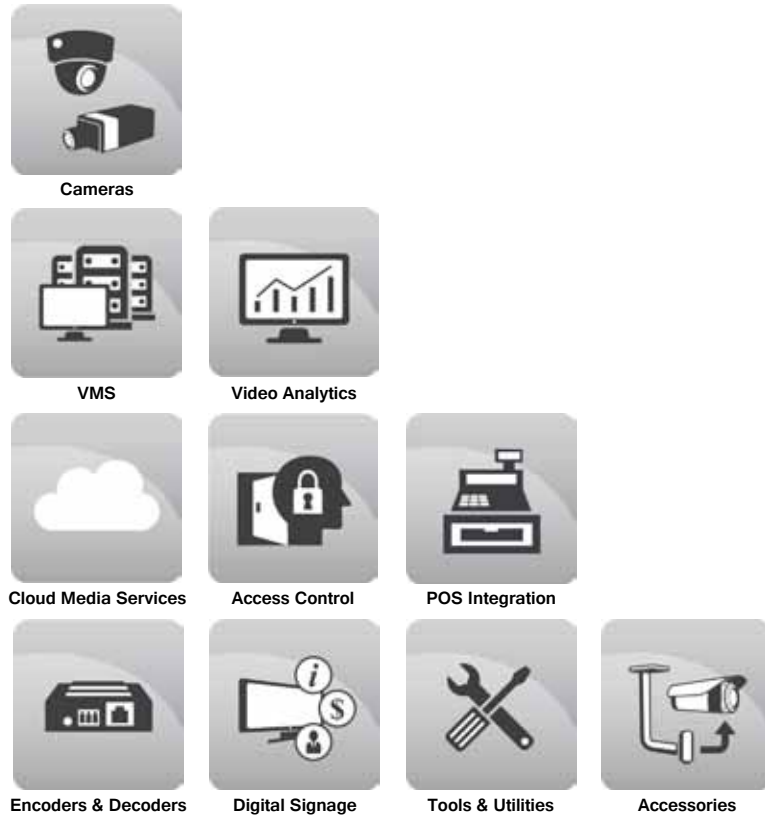 Cameras
VMS
Video Analytics
Cloud Media Services
Access Control
POS Integration
i
$
Encoders & Decoders
Digital Signage
Tools & Utilities
Accessories